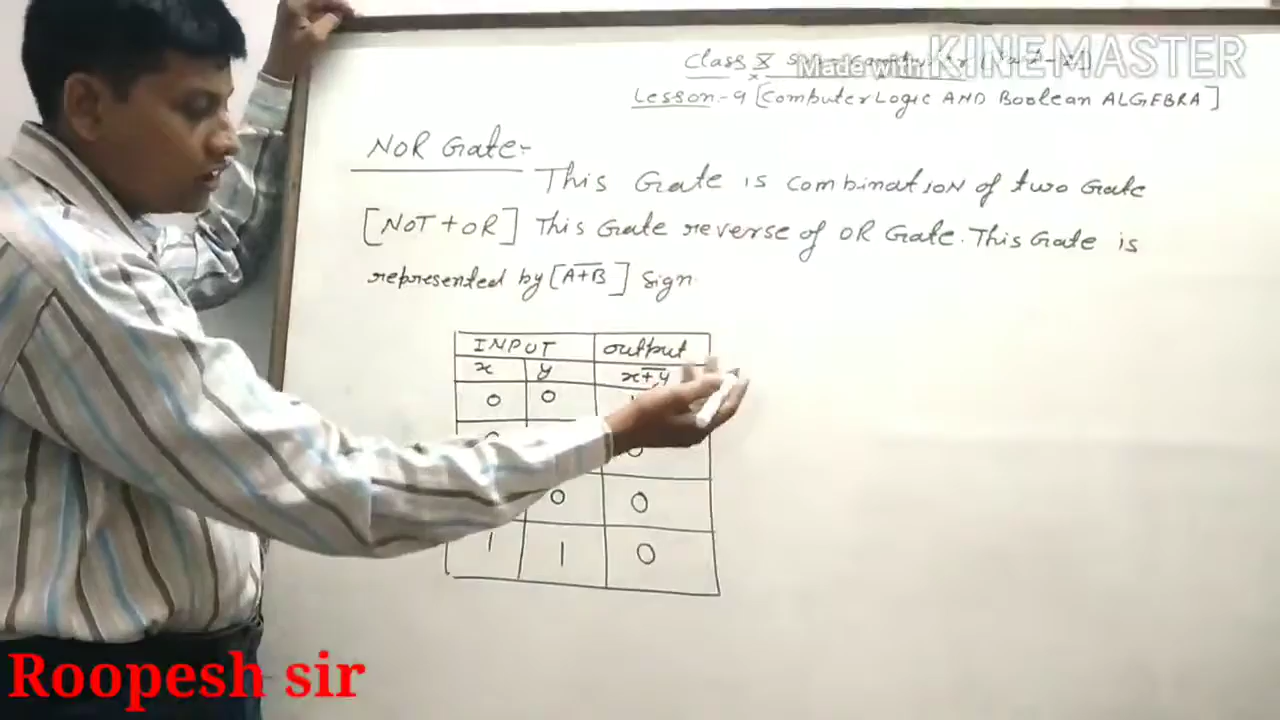 Class X
Made with KINEMASTER
Lesson-9 [Computer Logic AND Boolean ALGEBRA]
NOR Gate:-
This Gate is combination of two Gate
[NOT + OR] This Gate reverse of OR Gate. This Gate is
represented by [A̅+̅B̅] sign
INPUT output
x y x̅+̅y̅
0 0
0
0 0
1 1 0
Roopesh sir